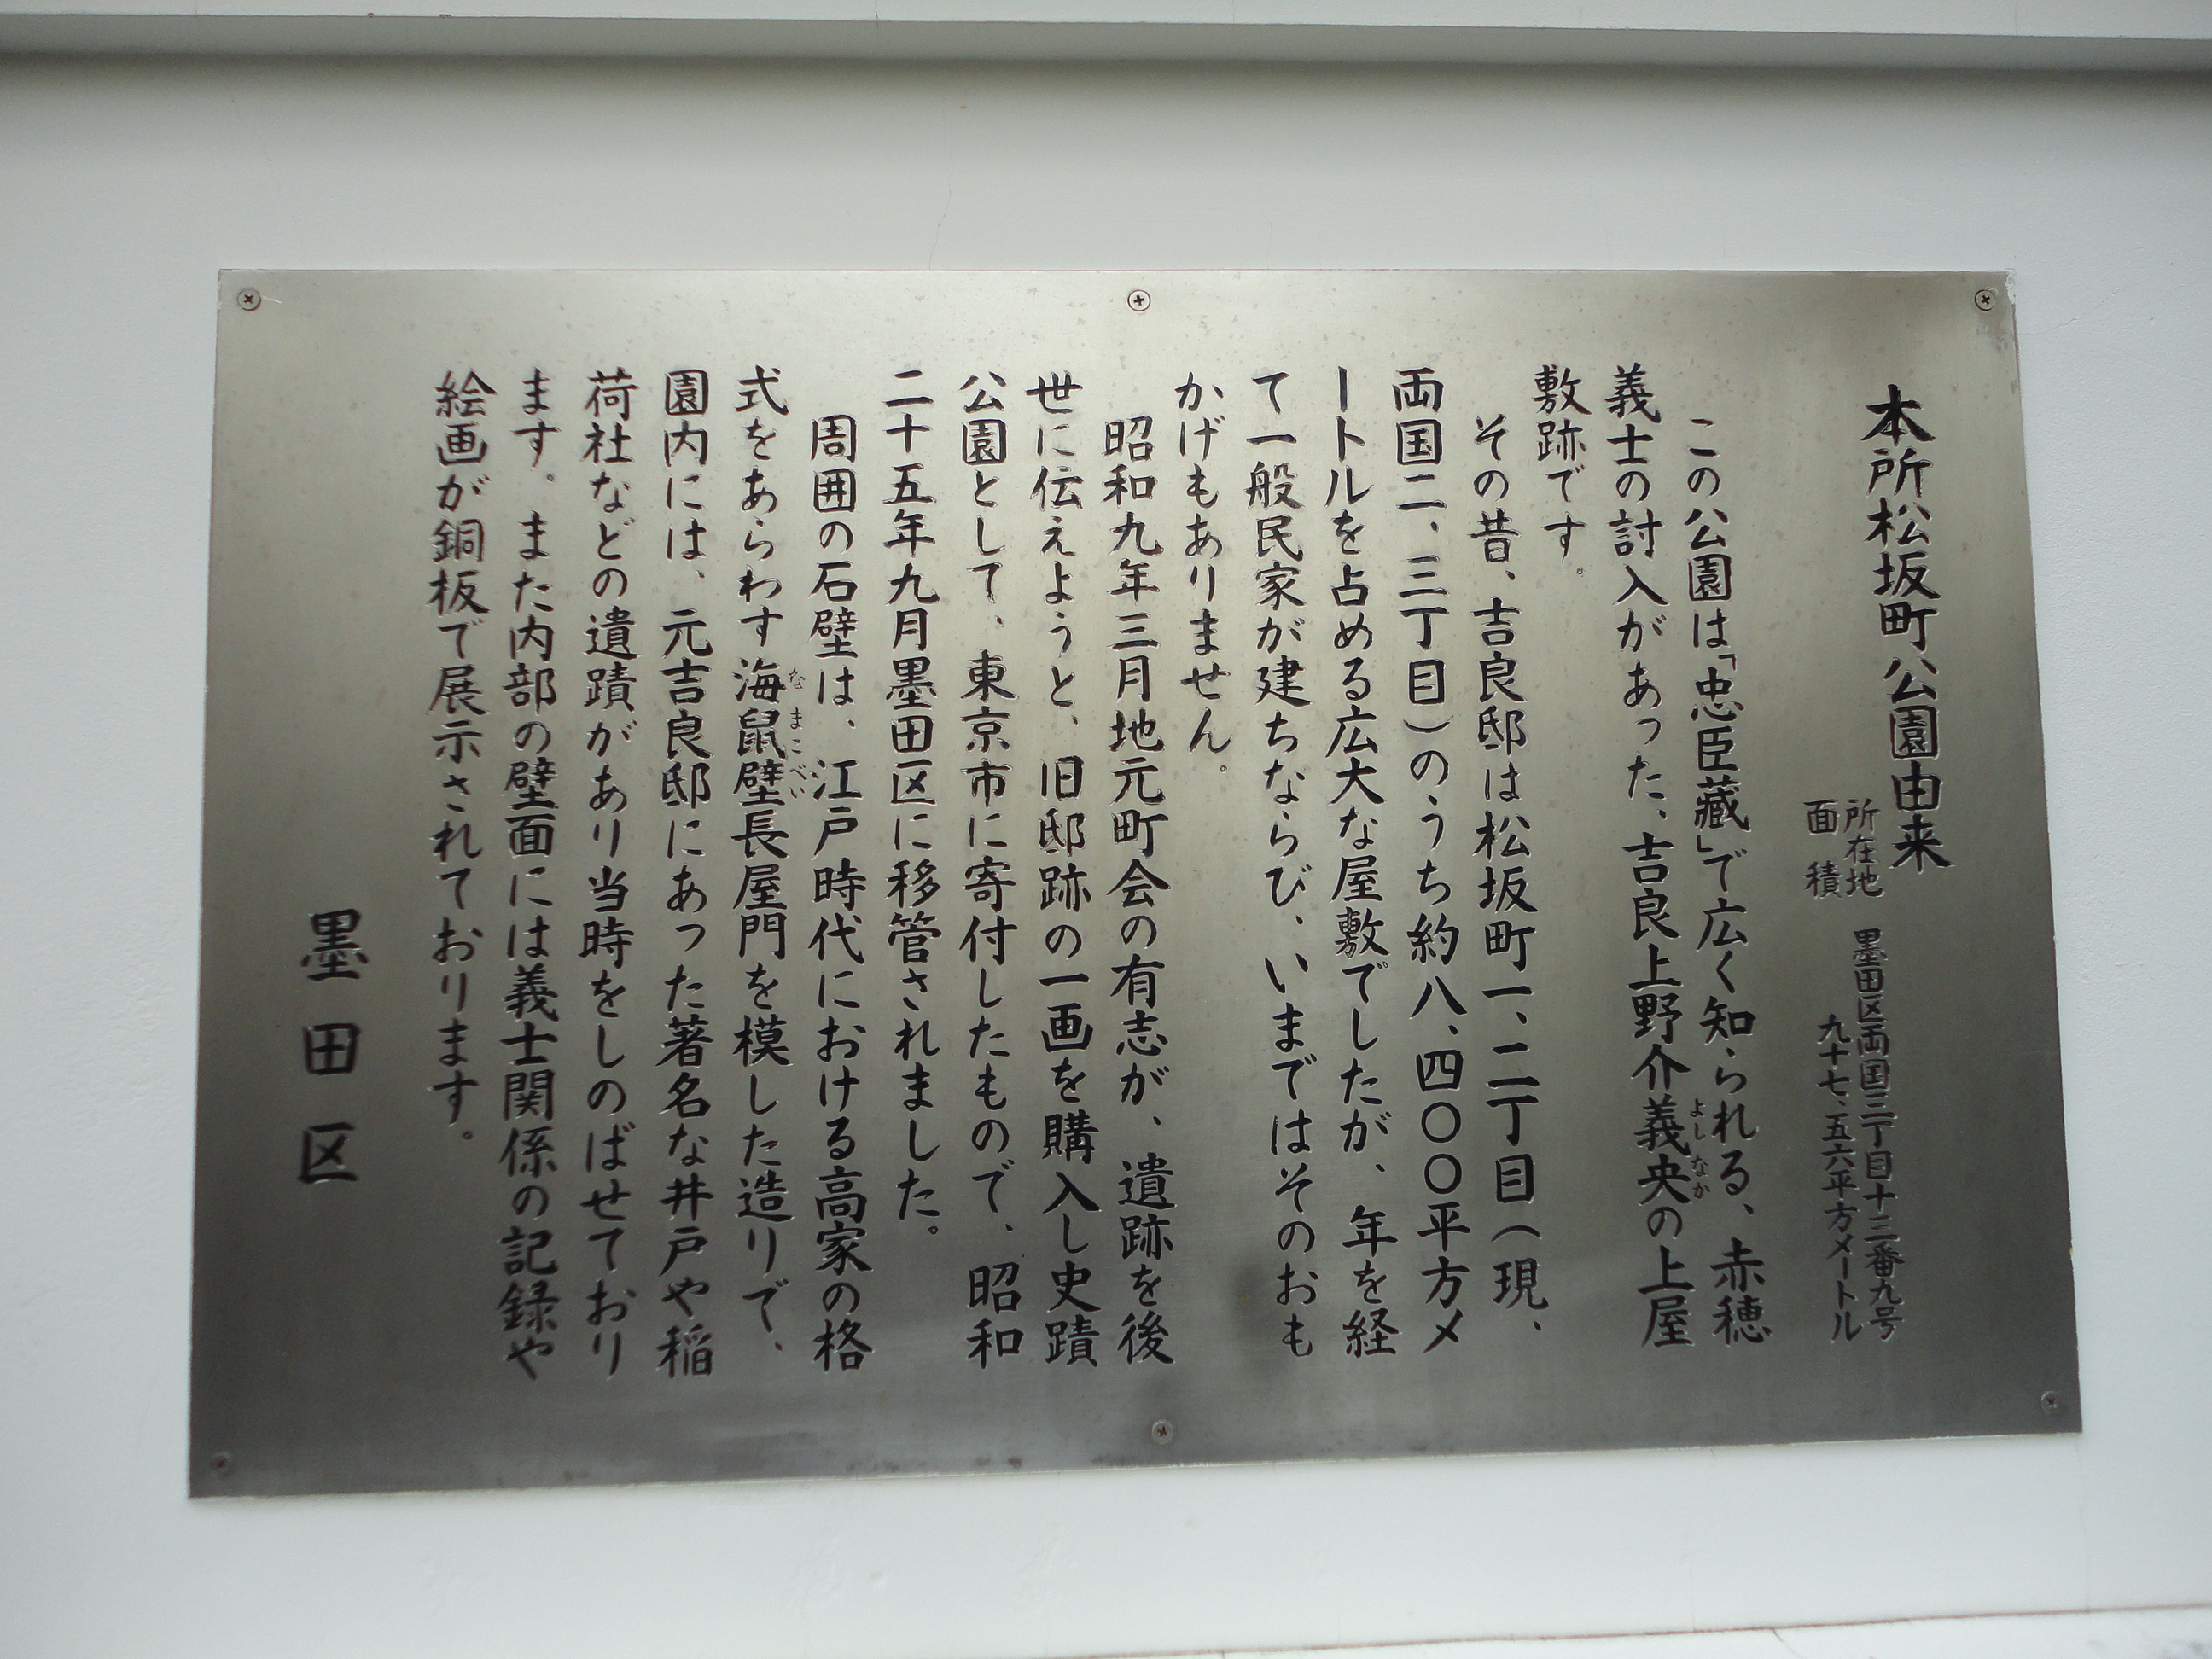 本所松坂町公園由来
所在地 墨田区両国三丁目十三番九号
面積 九十七、五六平方メートル
この公園は「忠臣蔵」で広く知られる、赤穂
義士の討入があった、吉良上野介義央の上屋
よしなか
敷跡です。
その昔、吉良邸は松坂町一、二丁目(現、
両国二、三丁目)のうち約八、四〇〇平方メ
ートルを占める広大な屋敷でしたが、年を経
て一般民家が建ちならび、いまではそのおも
かげもありません。
昭和九年三月地元町会の有志が、遺跡を後
世に伝えようと、旧邸跡の一画を購入し史蹟
公園として、東京市に寄付したもので、昭和
二十五年九月墨田区に移管されました。
周囲の石壁は、江戸時代における高家の格
式をあらわす海鼠壁長屋門を模した造りで、
なまこべい
園内には、元吉良邸にあった著名な井戸や稲
荷社などの遺蹟があり当時をしのばせており
ます。また内部の壁面には義士関係の記録や
絵画が銅板で展示されております。
墨田区